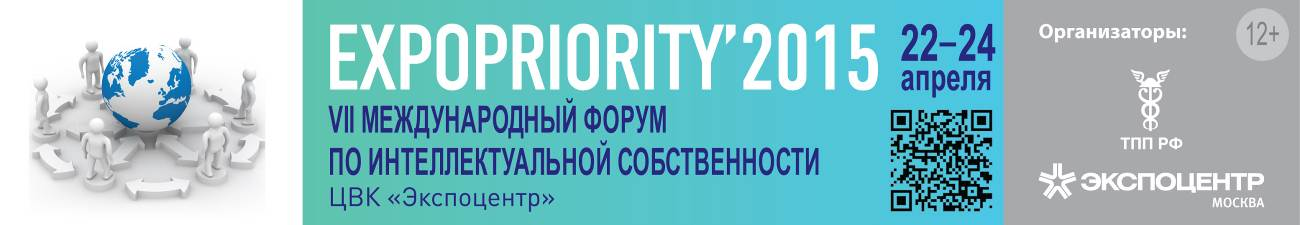 EXPOPRIORITY’2015
VII МЕЖДУНАРОДНЫЙ ФОРУМ
ПО ИНТЕЛЛЕКТУАЛЬНОЙ СОБСТВЕННОСТИ
ЦВК «Экспоцентр»
22–24
апреля
Организаторы:
12+
ТПП РФ
ЭКСПОЦЕНТР
МОСКВА